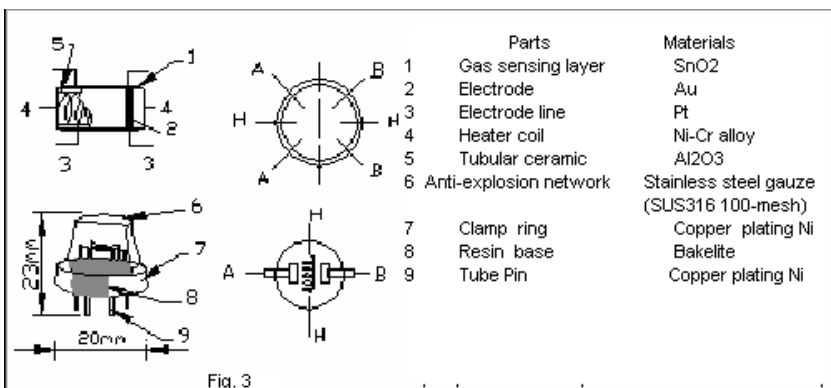 Parts Materials
1 Gas sensing layer SnO2
2 Electrode Au
3 Electrode line Pt
4 Heater coil Ni-Cr alloy
5 Tubular ceramic Al2O3
6 Anti-explosion network Stainless steel gauze
(SUS316 100-mesh)
7 Clamp ring Copper plating Ni
8 Resin base Bakelite
9 Tube Pin Copper plating Ni
5
1
4 4
2
3 3
A B
H H
A B
6
7
8
9
23mm
20mm
H
A B
H
Fig. 3